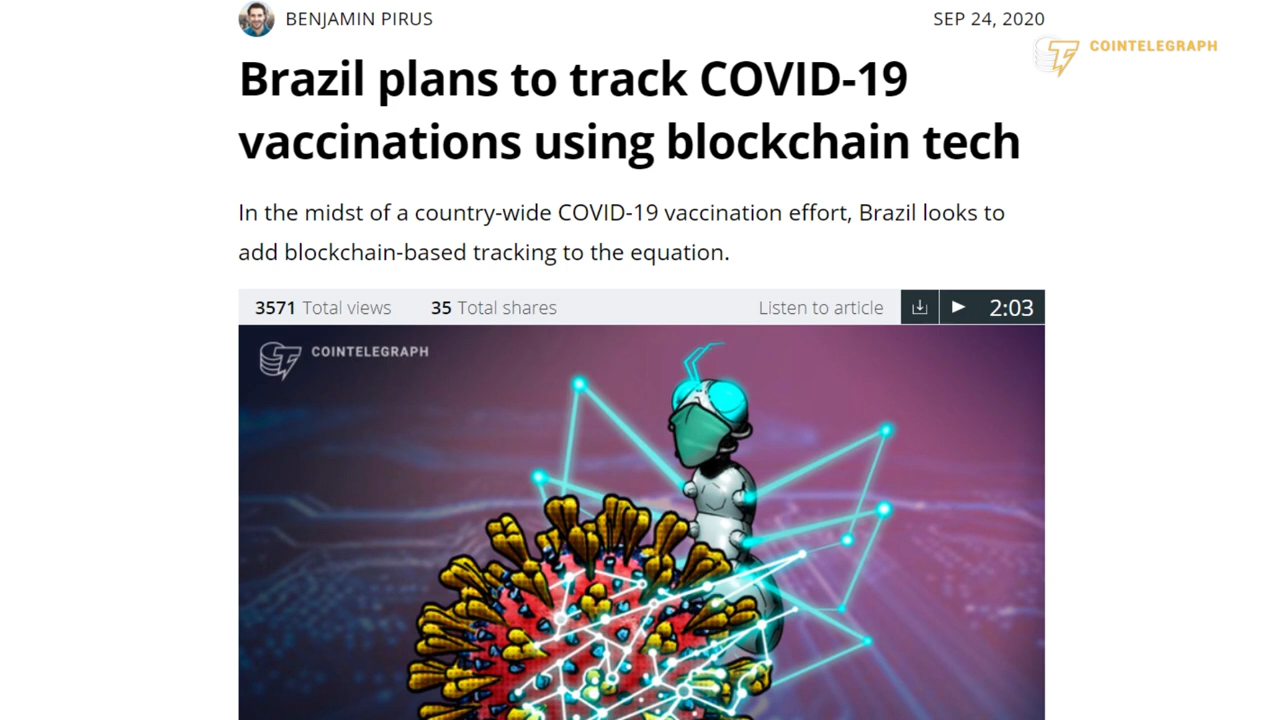 BENJAMIN PIRUS
SEP 24, 2020
COINTELEGRAPH
Brazil plans to track COVID-19
vaccinations using blockchain tech
In the midst of a country-wide COVID-19 vaccination effort, Brazil looks to
add blockchain-based tracking to the equation.
3571 Total views 35 Total shares Listen to article 2:03
COINTELEGRAPH